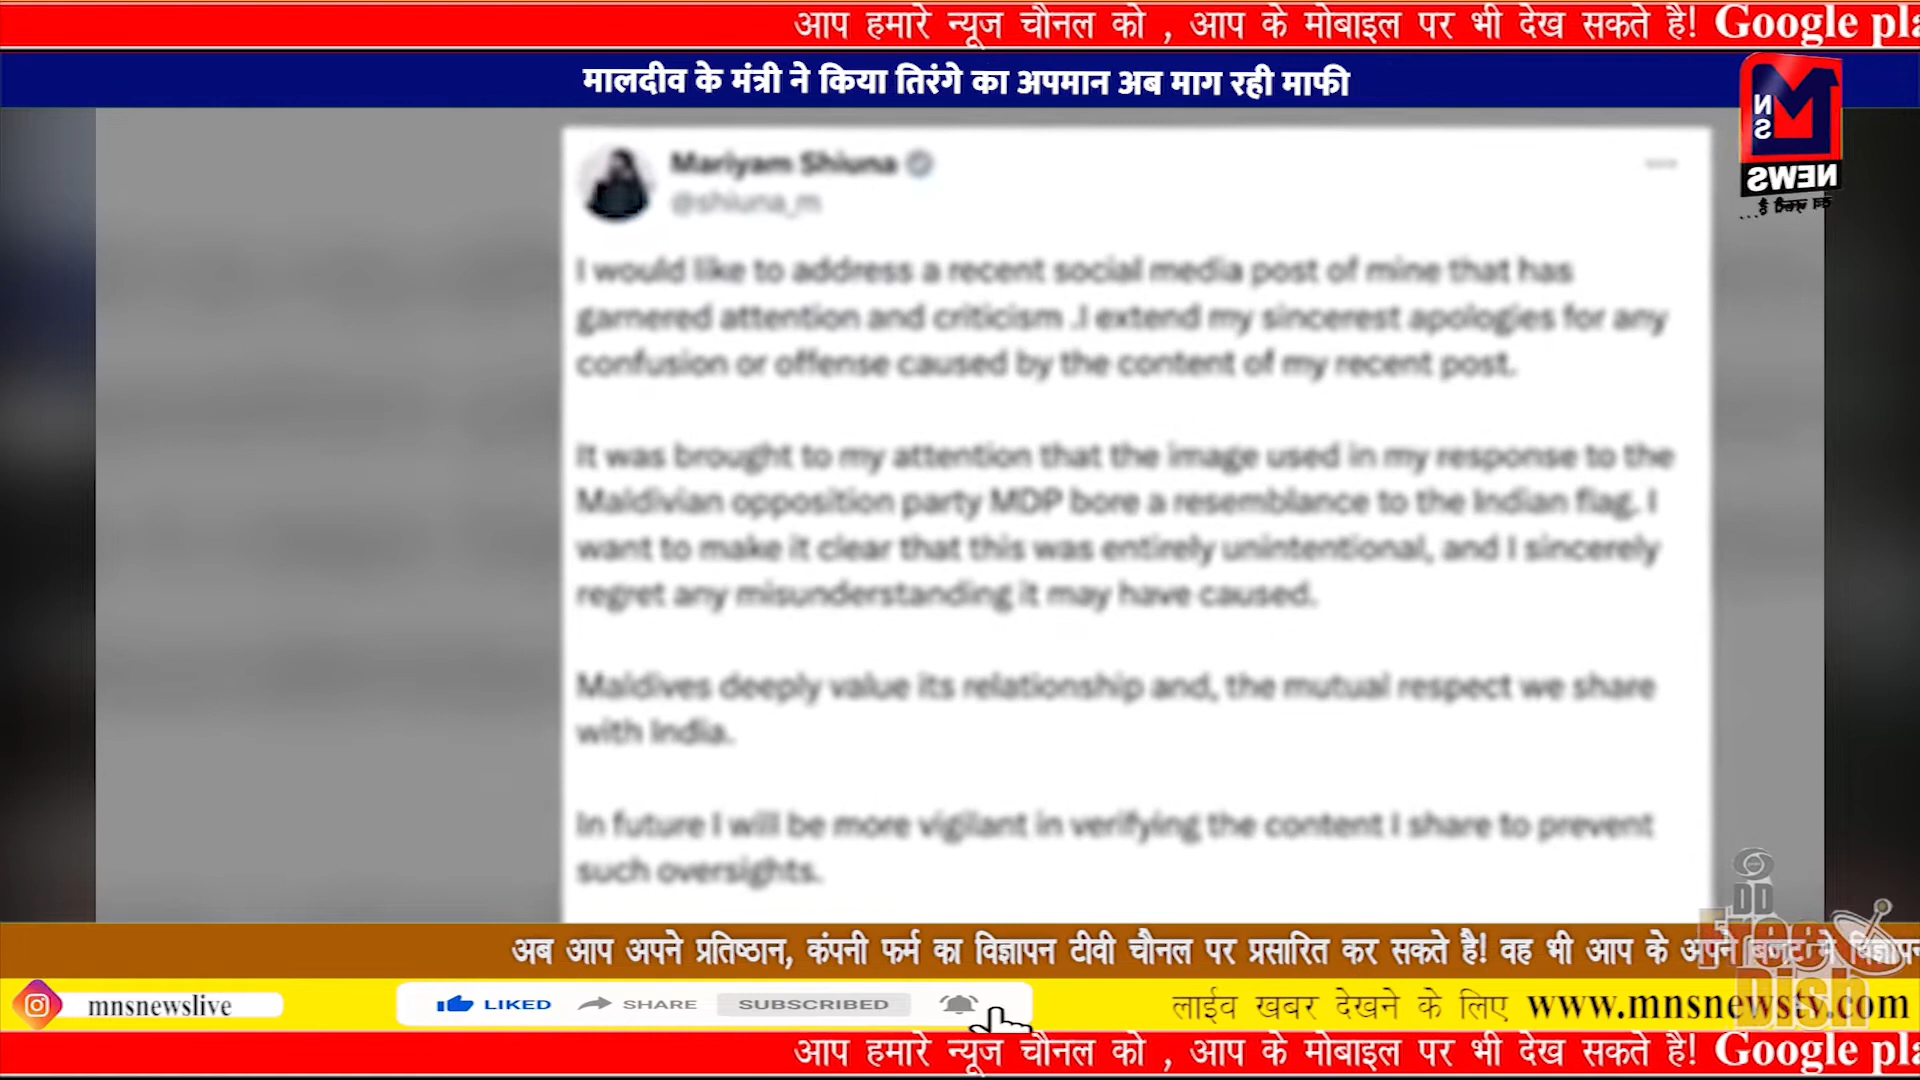 आप हमारे न्यूज चौनल को , आप के मोबाइल पर भी देख सकते है! Google pla
मालदीव के मंत्री ने किया तिरंगे का अपमान अब माग रही माफी
M
NS
NEWS
Mariyam Shiuna
@shiuna_m
I would like to address a recent social media post of mine that has
garnered attention and criticism .I extend my sincerest apologies for any
confusion or offense caused by the content of my recent post.
It was brought to my attention that the image used in my response to the
Maldivian opposition party MDP bore a resemblance to the Indian flag. I
want to make it clear that this was entirely unintentional, and I sincerely
regret any misunderstanding it may have caused.
Maldives deeply value its relationship and, the mutual respect we share
with India.
In future I will be more vigilant in verifying the content I share to prevent
such oversights.
DD
Free
Dish
अब आप अपने प्रतिष्ठान, कंपनी फर्म का विज्ञापन टीवी चौनल पर प्रसारित कर सकते है! वह भी आप के अपने बजट में विज्ञापन
mnsnewslive
LIKED SHARE SUBSCRIBED
लाईव खबर देखने के लिए www.mnsnewstv.com
आप हमारे न्यूज चौनल को , आप के मोबाइल पर भी देख सकते है! Google pla